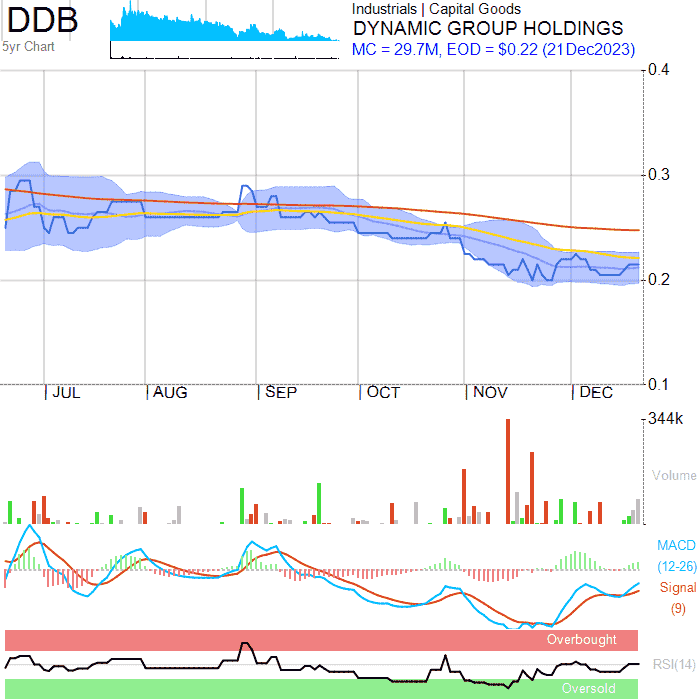 DDB
5yr Chart
Industrials | Capital Goods
DYNAMIC GROUP HOLDINGS
MC = 29.7M, EOD = $0.22 (21Dec2023)
0.4
0.3
0.2
0.1
JUL AUG SEP OCT NOV DEC
344k
Volume
MACD
(12-26)
Signal
(9)
Overbought
RSI(14)
Oversold